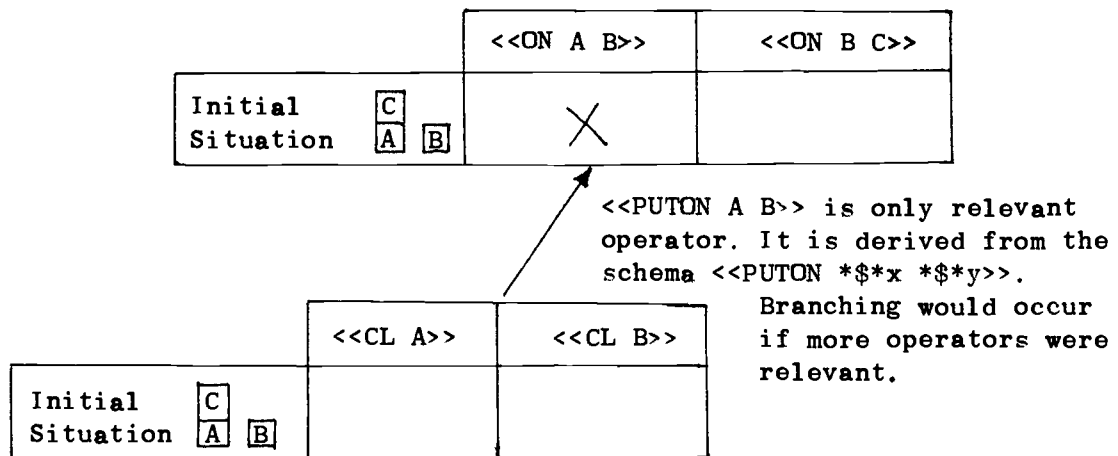 <<ON A B>> <<ON B C>>
Initial C
Situation A B
<<PUTON A B>> is only relevant
operator. It is derived from the
schema <<PUTON *$*x *$*y>>.
Branching would occur
if more operators were
relevant.
<<CL A>> <<CL B>>
Initial C
Situation A B